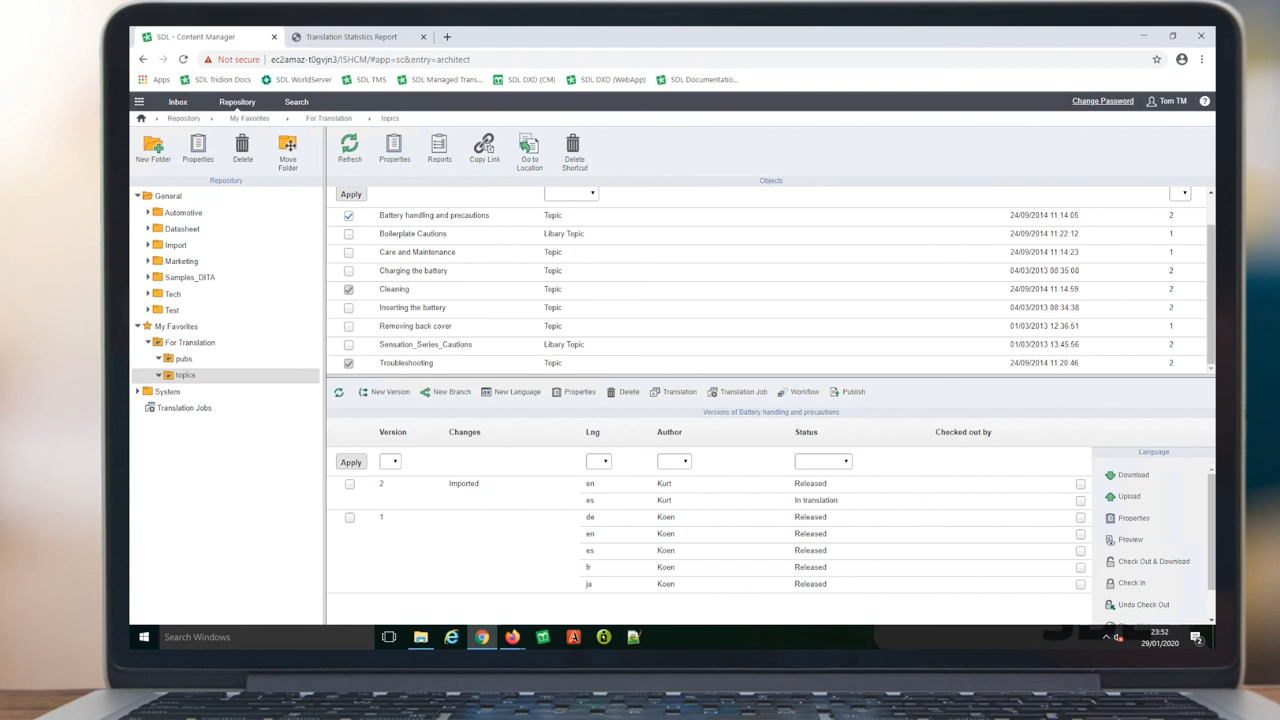 SDL - Content Manager
Translation Statistics Report
Not secure ec2amaz-t0gvjn3/ISHCM/#app=sc&entry=architect
Apps SDL Tridion Docs SDL WorldServer SDL TMS SDL Managed Tran... SDL DXD (CM) SDL DXD (WebApp) SDL Documentatio...
Inbox Repository Search Change Password Tom TM
Repository My Favorites For Translation topics
New Folder Properties Delete Move Folder Refresh Properties Reports Copy Link Go to Location Delete Shortcut
Repository
Objects
General
Automotive
Datasheet
Import
Marketing
Samples_DITA
Tech
Test
My Favorites
For Translation
pubs
topics
System
Translation Jobs
Apply
Battery handling and precautions Topic 24/09/2014 11.14.05 2
Boilerplate Cautions Libary Topic 24/09/2014 11.22:12 1
Care and Maintenance Topic 24/09/2014 11.14:23 1
Charging the battery Topic 04/03/2013 08:35:08 2
Cleaning Topic 24/09/2014 11.14:59 2
Inserting the battery Topic 04/03/2013 08:34:38 2
Removing back cover Topic 01/03/2013 12:36.51 1
Sensation_Series_Cautions Libary Topic 01/03/2013 13:45:56 2
Troubleshooting Topic 24/09/2014 11.20:46 2
New Version New Branch New Language Properties Delete Translation Translation Job Workflow Publish
Versions of Battery handling and precautions
Version Changes Lng Author Status Checked out by
Apply
2 Imported en Kurt Released
es Kurt In translation
1 de Koen Released
en Koen Released
es Koen Released
fr Koen Released
ja Koen Released
Language
Download
Upload
Properties
Preview
Check Out & Download
Check In
Undo Check Out
Search Windows
23:52
29/01/2020
2